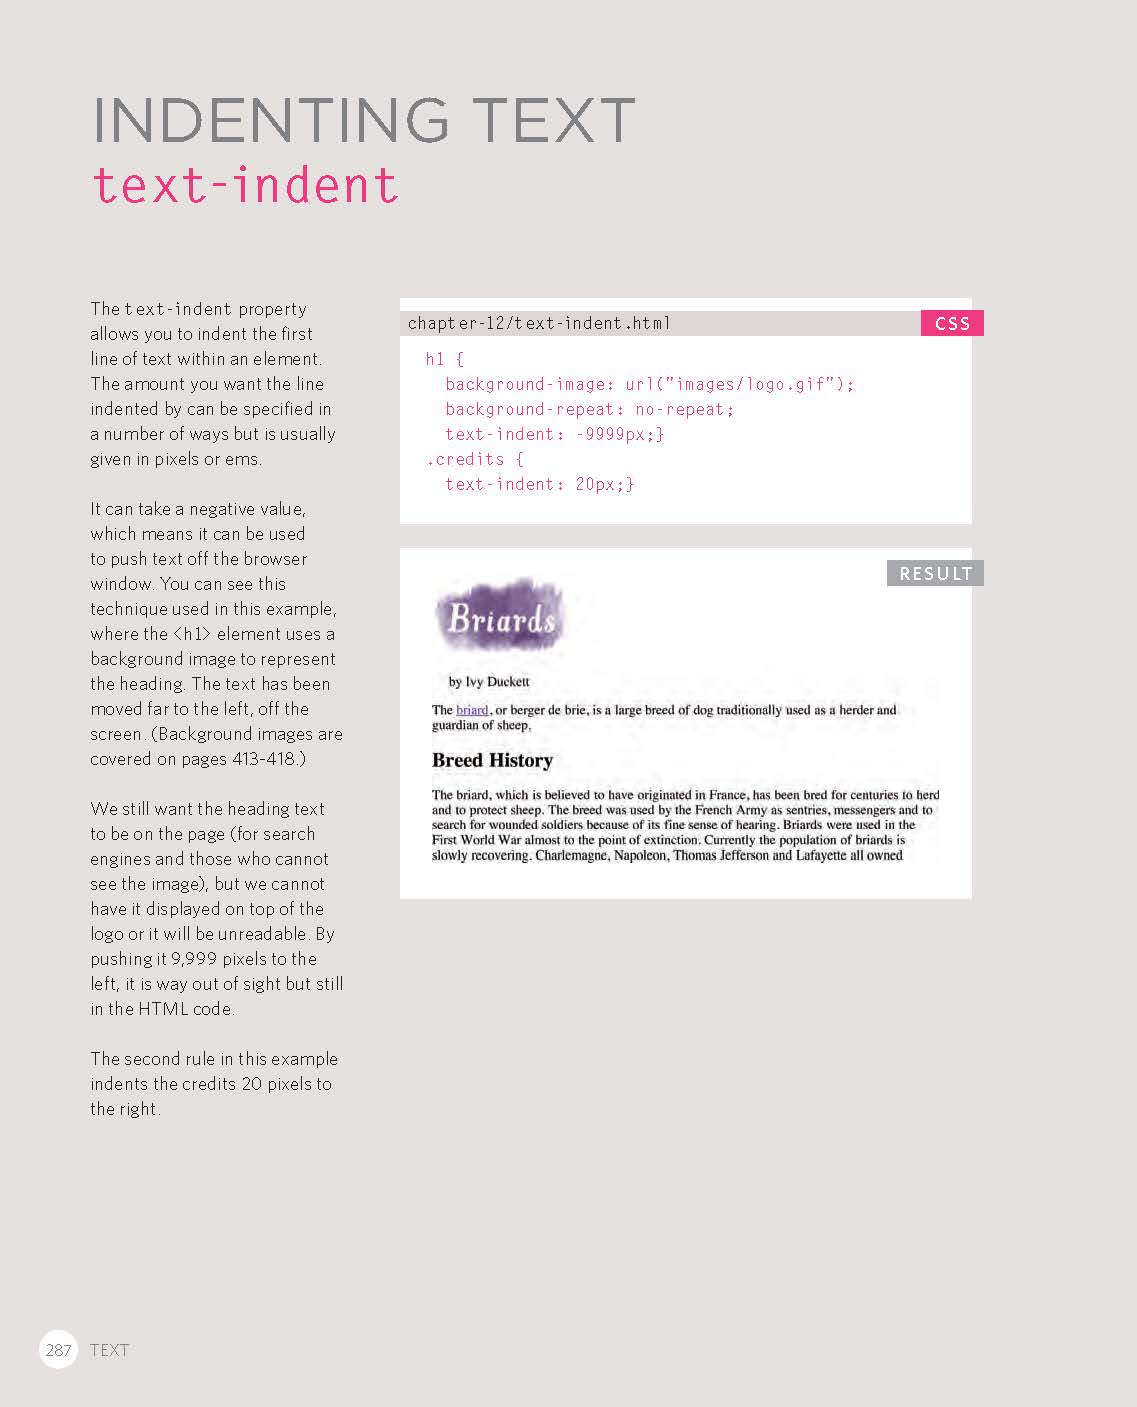 INDENTING TEXT
text-indent
The text-indent property
allows you to indent the first
line of text within an element.
The amount you want the line
indented by can be specified in
a number of ways but is usually
given in pixels or ems.
It can take a negative value,
which means it can be used
to push text off the browser
window. You can see this
technique used in this example,
where the <h1> element uses a
background image to represent
the heading. The text has been
moved far to the left, off the
screen. (Background images are
covered on pages 413-418.)
We still want the heading text
to be on the page (for search
engines and those who cannot
see the image), but we cannot
have it displayed on top of the
logo or it will be unreadable. By
pushing it 9,999 pixels to the
left, it is way out of sight but still
in the HTML code.
The second rule in this example
indents the credits 20 pixels to
the right.
chapter-12/text-indent.html
CSS
h1 {
background-image: url("images/logo.gif");
background-repeat: no-repeat;
text-indent: -9999px;}
.credits {
text-indent: 20px;}
RESULT
Briards
by Ivy Duckett
The briard, or berger de brie, is a large breed of dog traditionally used as a herder and
guardian of sheep.
Breed History
The briard, which is believed to have originated in France, has been bred for centuries to herd
and to protect sheep. The breed was used by the French Army as sentries, messengers and to
search for wounded soldiers because of its fine sense of hearing. Briards were used in the
First World War almost to the point of extinction. Currently the population of briards is
slowly recovering. Charlemagne, Napoleon, Thomas Jefferson and Lafayette all owned
287 TEXT